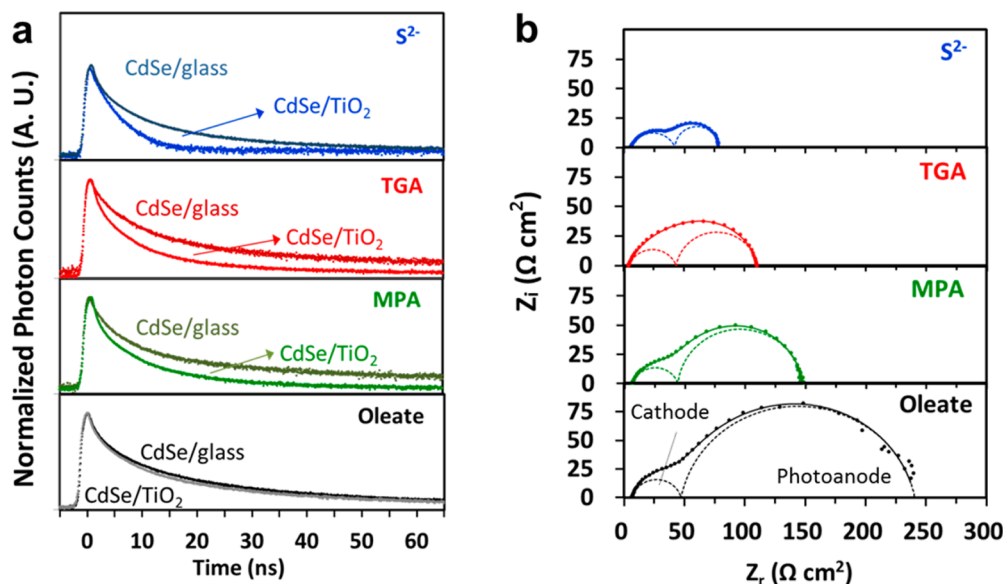 a
Normalized Photon Counts (A. U.)
S²⁻
CdSe/glass
CdSe/TiO₂
TGA
CdSe/glass
CdSe/TiO₂
MPA
CdSe/glass
CdSe/TiO₂
Oleate
CdSe/glass
CdSe/TiO₂
0 10 20 30 40 50 60
Time (ns)
b
Zᵢ (Ω cm²)
75
50
25
0
S²⁻
75
50
25
0
TGA
75
50
25
0
MPA
75
50
25
0
Oleate
Cathode
Photoanode
0 50 100 150 200 250 300
Zᵣ (Ω cm²)